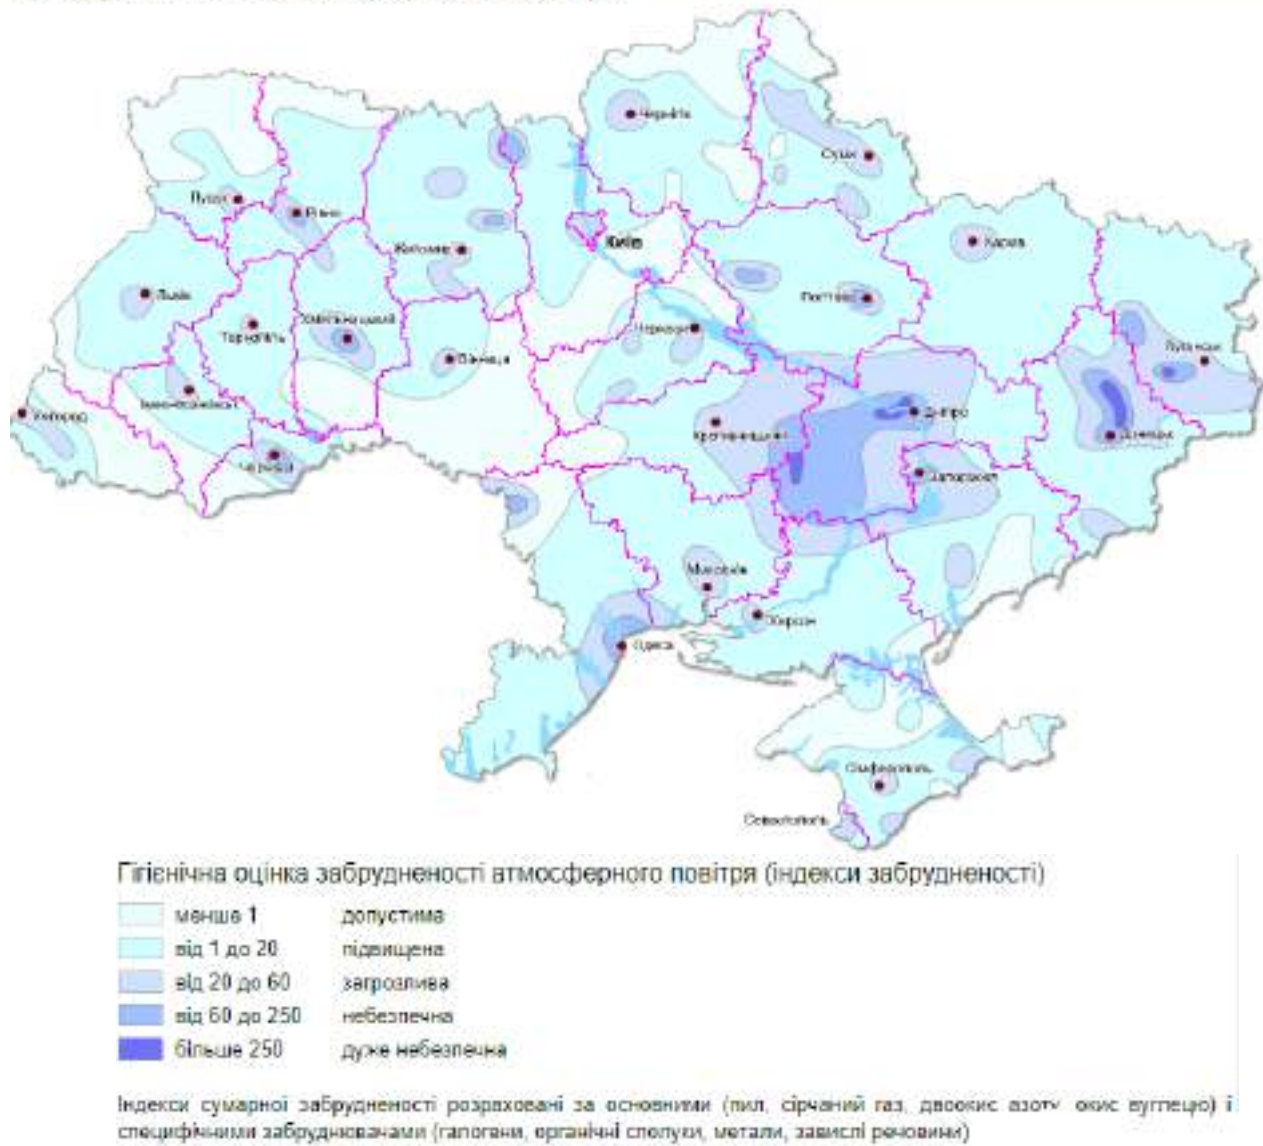 Чернігів
Суми
Луцьк
Рівне
Київ
Харків
Житомир
Львів
Полтава
Хмельницький
Тернопіль
Черкаси
Вінниця
Луганськ
Ужгород
Івано-Франківськ
Дніпро
Кропивницький
Донецьк
Чернівці
Запоріжжя
Миколаїв
Херсон
Одеса
Сімферополь
Севастополь
Гігієнічна оцінка забрудненості атмосферного повітря (індекси забрудненості)
менше 1 допустима
від 1 до 20 підвищена
від 20 до 60 загрозлива
від 60 до 250 небезпечна
більше 250 дуже небезпечна
Індекси сумарної забрудненості розраховані за основними (пил, сірчаний газ, двоокис азоту окис вуглецю) і
специфічними забруднювачами (галогени, органічні сполуки, метали, завислі речовини)